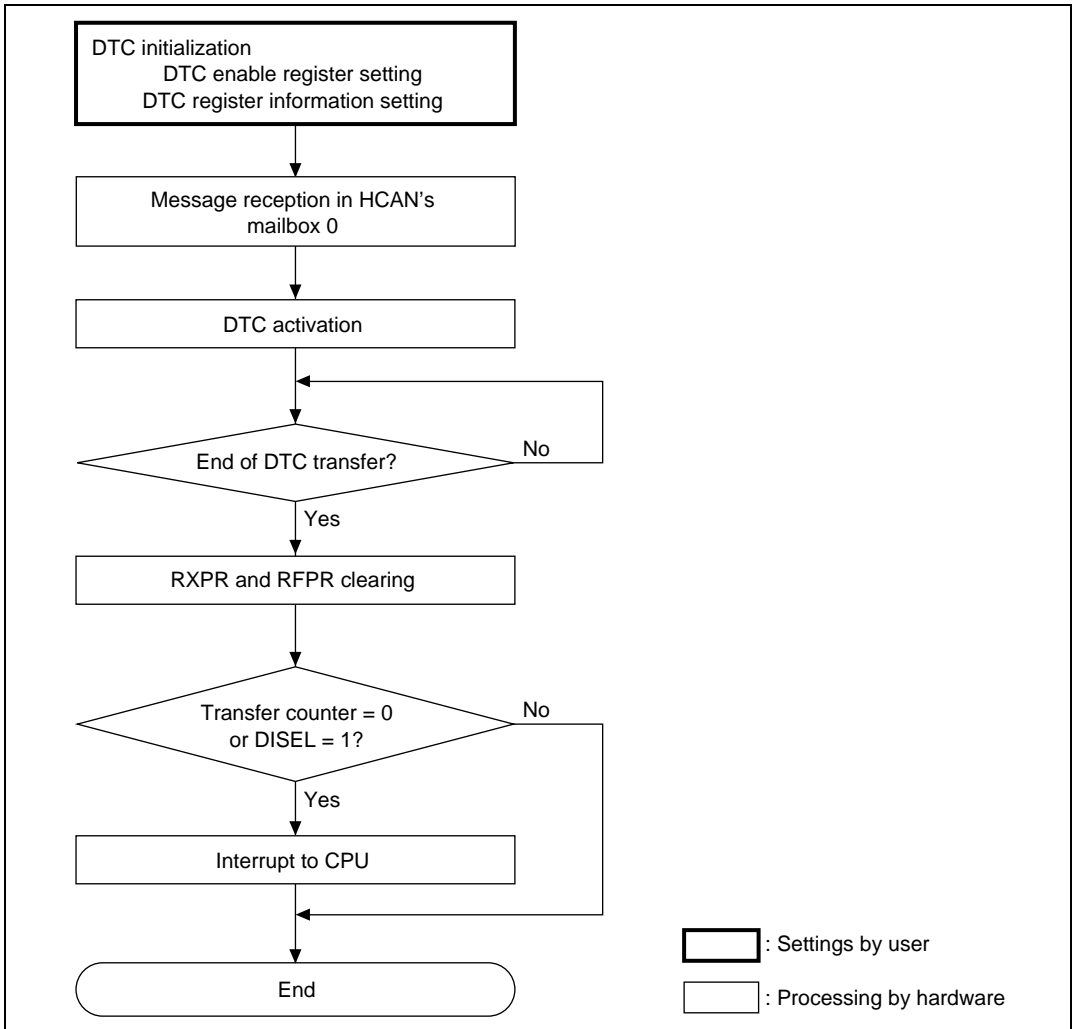 DTC initialization
DTC enable register setting
DTC register information setting
Message reception in HCAN's
mailbox 0
DTC activation
End of DTC transfer?
No
Yes
RXPR and RFPR clearing
Transfer counter = 0
or DISEL = 1?
No
Yes
Interrupt to CPU
End
: Settings by user
: Processing by hardware